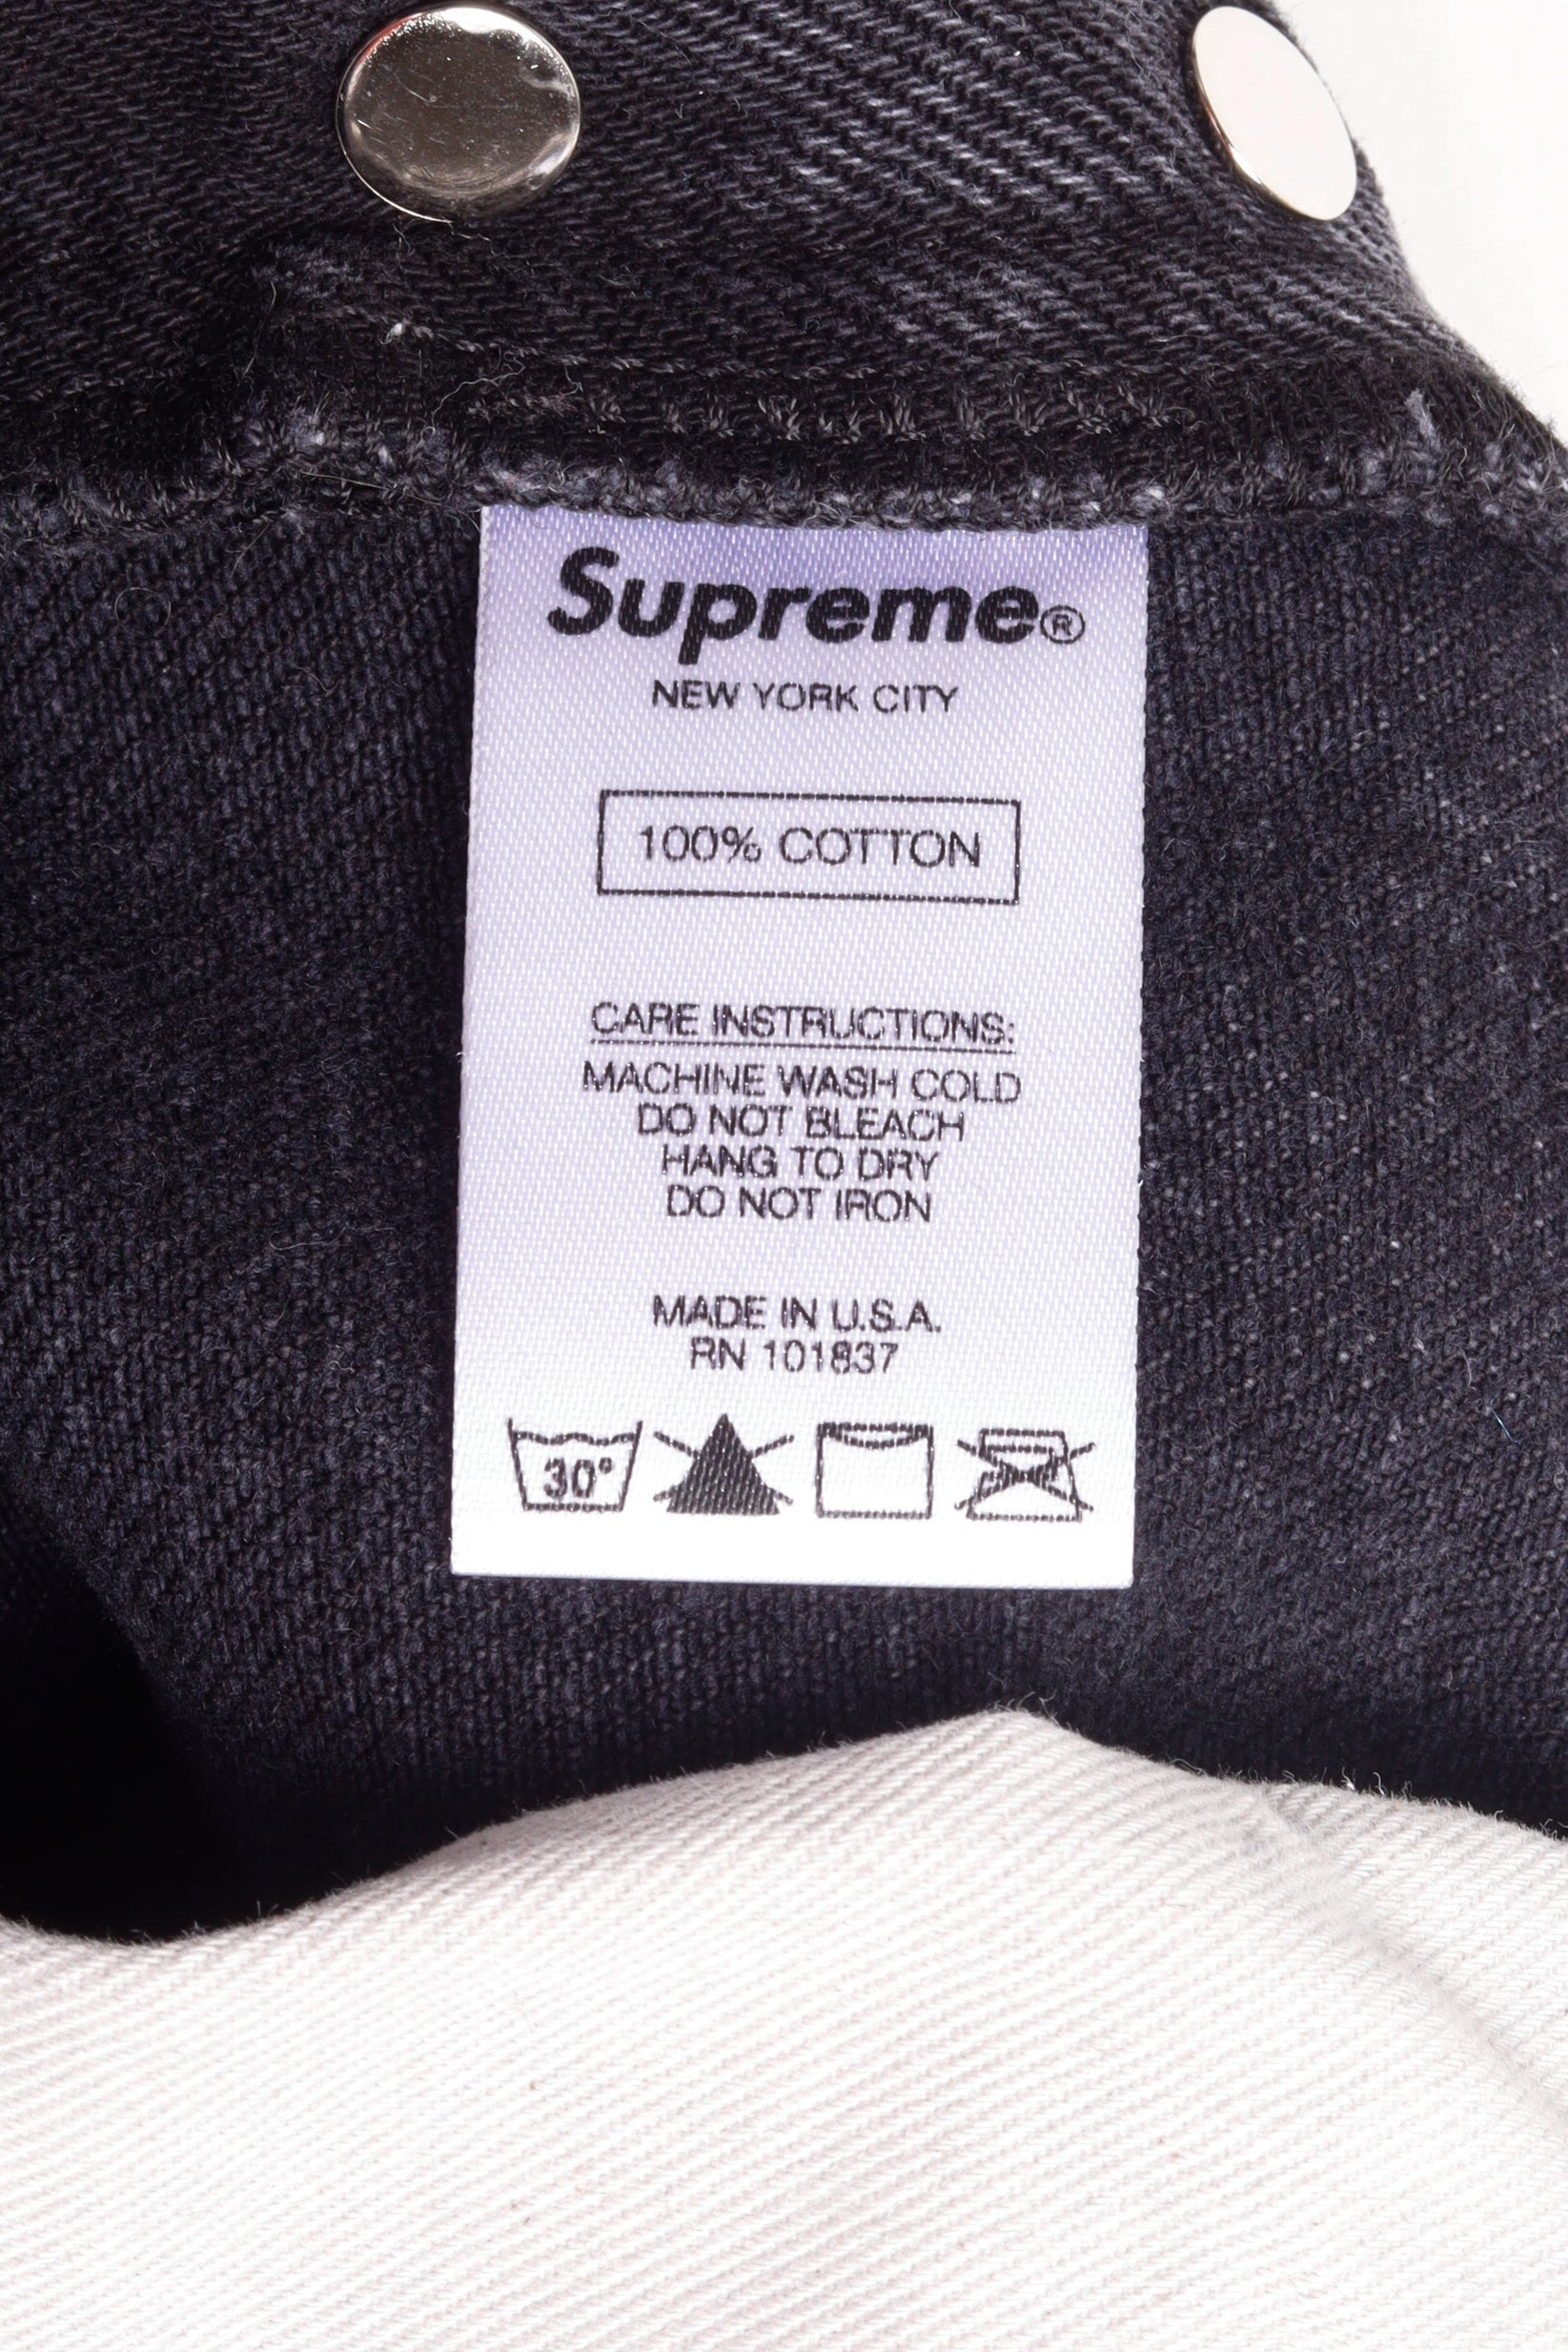 Supreme®
NEW YORK CITY
100% COTTON
CARE INSTRUCTIONS:
MACHINE WASH COLD
DO NOT BLEACH
HANG TO DRY
DO NOT IRON
MADE IN U.S.A.
RN 101837
30°